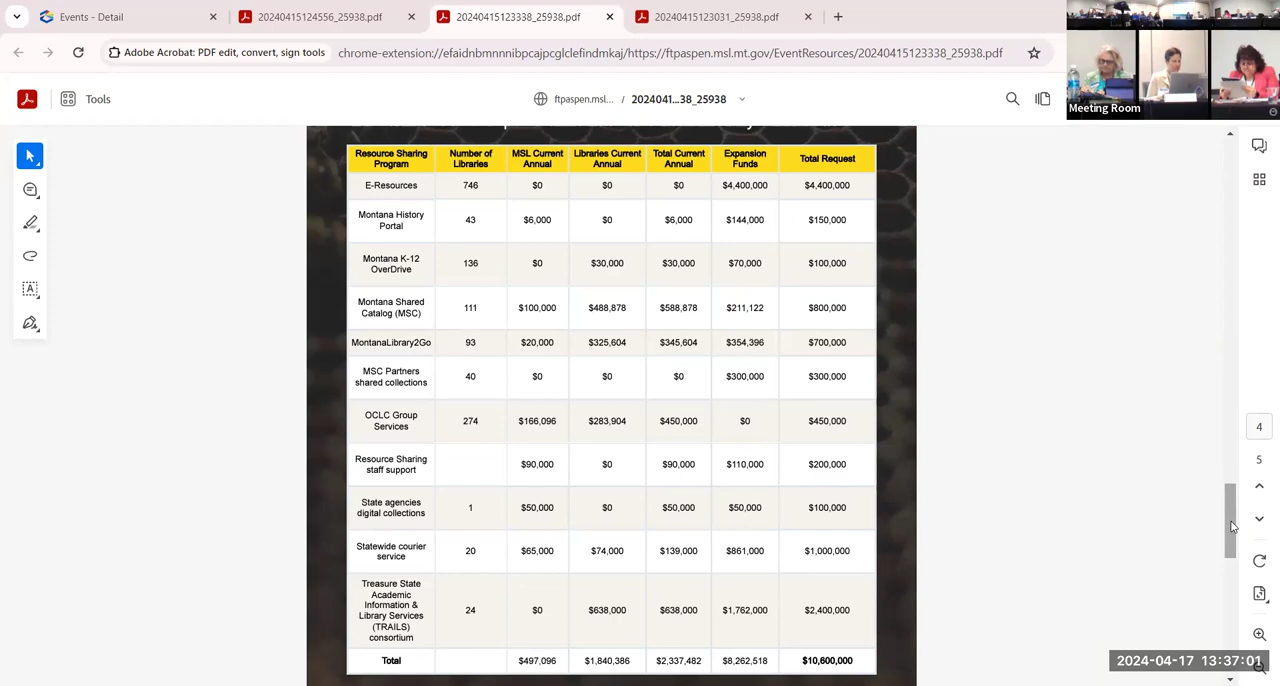 Events - Detail
20240415124556_25938.pdf
20240415123338_25938.pdf
20240415123031_25938.pdf
Adobe Acrobat: PDF edit, convert, sign tools
chrome-extension://efaidnbmnnnibpcajpcglclefindmkaj/https://ftpaspen.msl.mt.gov/EventResources/20240415123338_25938.pdf
Meeting Room
Tools
ftpaspen.msl... / 2024041...38_25938
Resource Sharing Program | Number of Libraries | MSL Current Annual | Libraries Current Annual | Total Current Annual | Expansion Funds | Total Request
E-Resources | 746 | $0 | $0 | $0 | $4,400,000 | $4,400,000
Montana History Portal | 43 | $6,000 | $0 | $6,000 | $144,000 | $150,000
Montana K-12 OverDrive | 136 | $0 | $30,000 | $30,000 | $70,000 | $100,000
Montana Shared Catalog (MSC) | 111 | $100,000 | $488,878 | $588,878 | $211,122 | $800,000
MontanaLibrary2Go | 93 | $20,000 | $325,604 | $345,604 | $354,396 | $700,000
MSC Partners shared collections | 40 | $0 | $0 | $0 | $300,000 | $300,000
OCLC Group Services | 274 | $166,096 | $283,904 | $450,000 | $0 | $450,000
Resource Sharing staff support | $90,000 | $0 | $90,000 | $110,000 | $200,000
State agencies digital collections | 1 | $50,000 | $0 | $50,000 | $50,000 | $100,000
Statewide courier service | 20 | $65,000 | $74,000 | $139,000 | $861,000 | $1,000,000
Treasure State Academic Information & Library Services (TRAILS) consortium | 24 | $0 | $638,000 | $638,000 | $1,762,000 | $2,400,000
Total | $497,096 | $1,840,386 | $2,337,482 | $8,262,518 | $10,600,000
4
5
2024-04-17 13:37:01